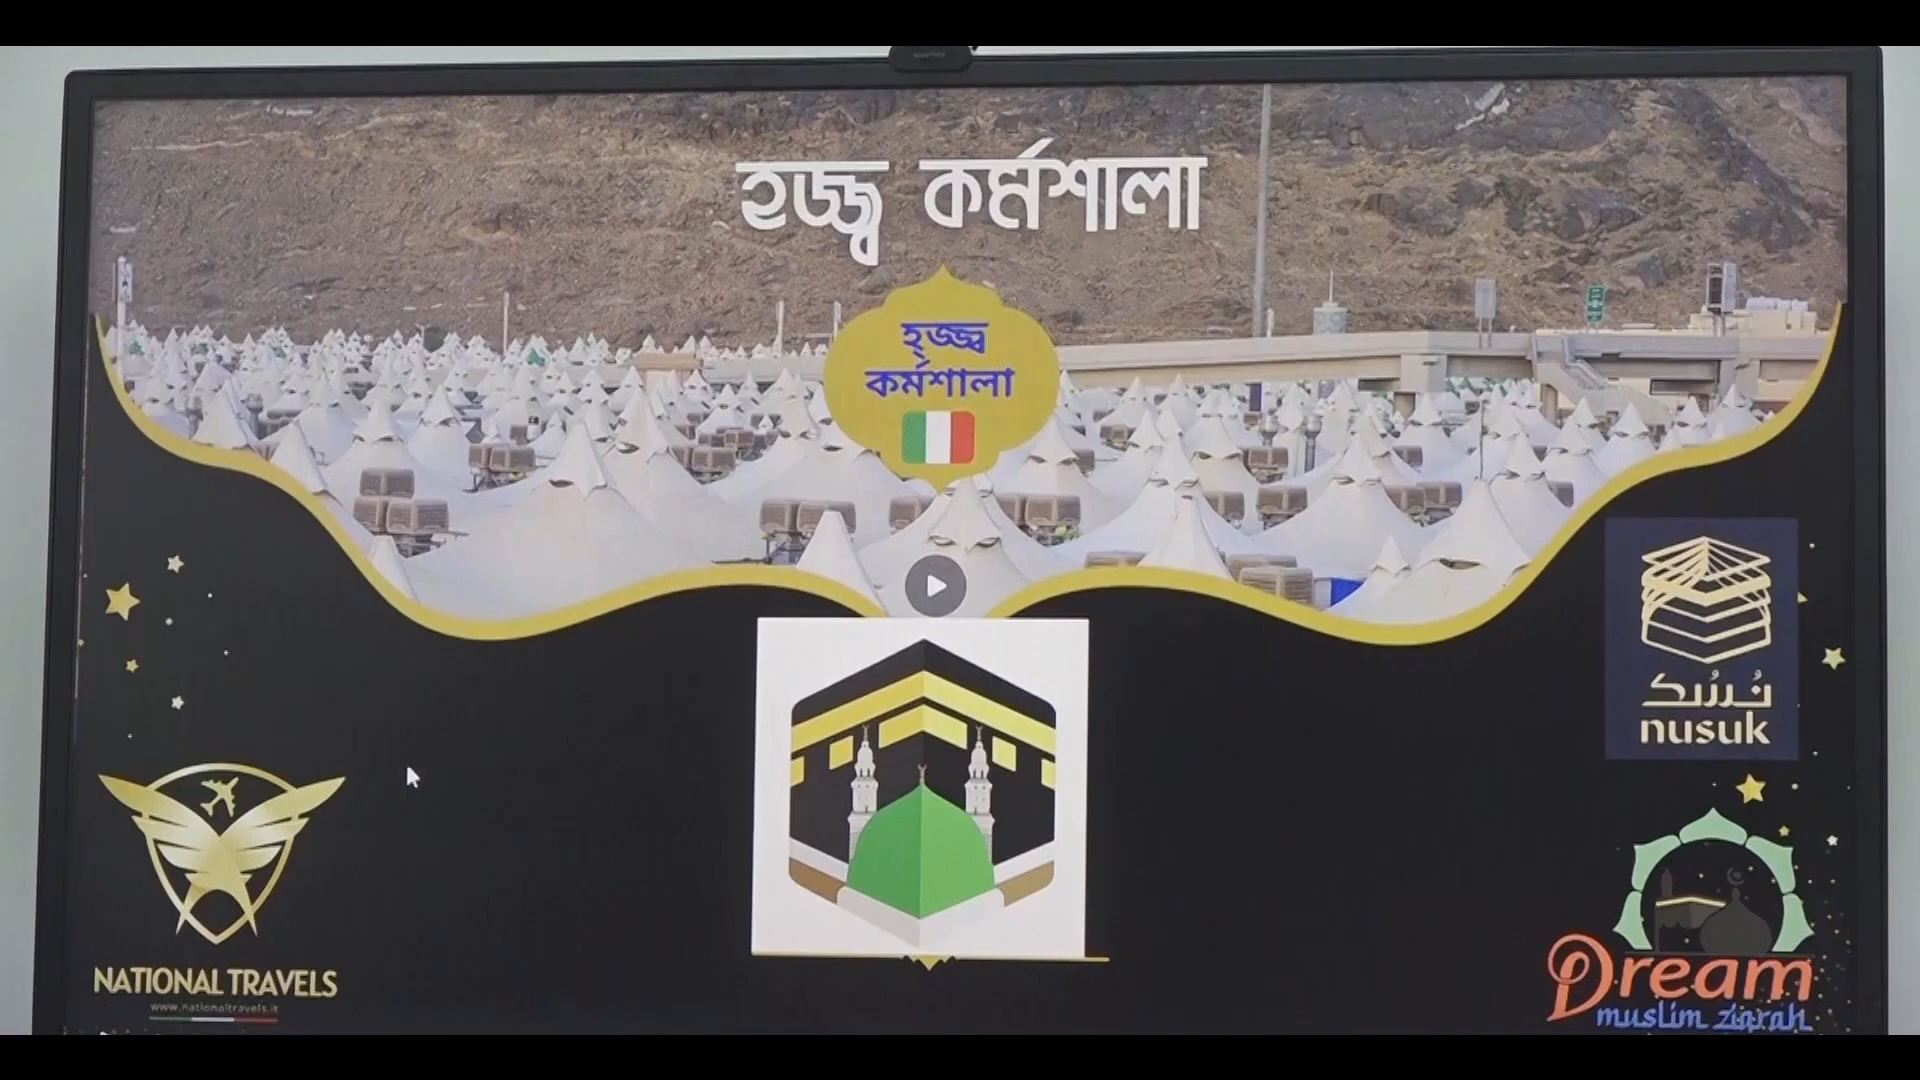 হজ্ব কর্মশালা
হজ্জ্ব
কর্মশালা
نُسُك
nusuk
NATIONAL TRAVELS
www.nationaltravels.it
Dream
muslim ziarah